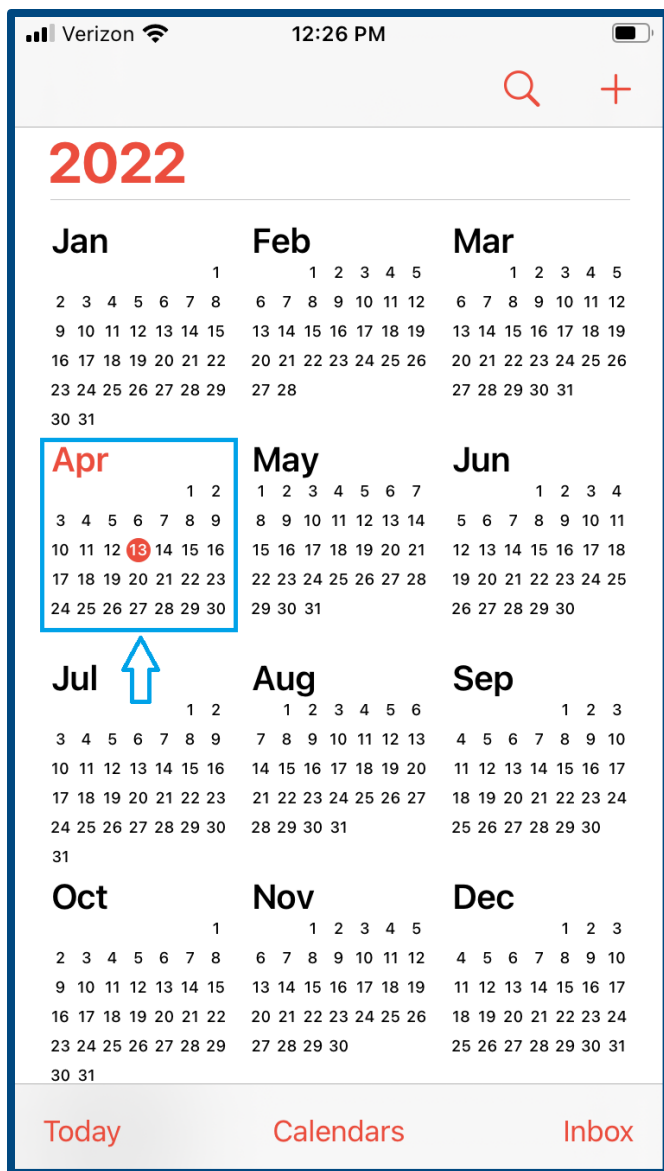 Verizon 12:26 PM
2022
Jan Feb Mar
1 1 2 3 4 5 1 2 3 4 5
2 3 4 5 6 7 8 6 7 8 9 10 11 12 6 7 8 9 10 11 12
9 10 11 12 13 14 15 13 14 15 16 17 18 19 13 14 15 16 17 18 19
16 17 18 19 20 21 22 20 21 22 23 24 25 26 20 21 22 23 24 25 26
23 24 25 26 27 28 29 27 28 27 28 29 30 31
30 31
Apr May Jun
1 2 1 2 3 4 5 6 7 1 2 3 4
3 4 5 6 7 8 9 8 9 10 11 12 13 14 5 6 7 8 9 10 11
10 11 12 13 14 15 16 15 16 17 18 19 20 21 12 13 14 15 16 17 18
17 18 19 20 21 22 23 22 23 24 25 26 27 28 19 20 21 22 23 24 25
24 25 26 27 28 29 30 29 30 31 26 27 28 29 30
Jul Aug Sep
1 2 1 2 3 4 5 6 1 2 3
3 4 5 6 7 8 9 7 8 9 10 11 12 13 4 5 6 7 8 9 10
10 11 12 13 14 15 16 14 15 16 17 18 19 20 11 12 13 14 15 16 17
17 18 19 20 21 22 23 21 22 23 24 25 26 27 18 19 20 21 22 23 24
24 25 26 27 28 29 30 28 29 30 31 25 26 27 28 29 30
31
Oct Nov Dec
1 1 2 3 4 5 1 2 3
2 3 4 5 6 7 8 6 7 8 9 10 11 12 4 5 6 7 8 9 10
9 10 11 12 13 14 15 13 14 15 16 17 18 19 11 12 13 14 15 16 17
16 17 18 19 20 21 22 20 21 22 23 24 25 26 18 19 20 21 22 23 24
23 24 25 26 27 28 29 27 28 29 30 25 26 27 28 29 30 31
30 31
Today Calendars Inbox